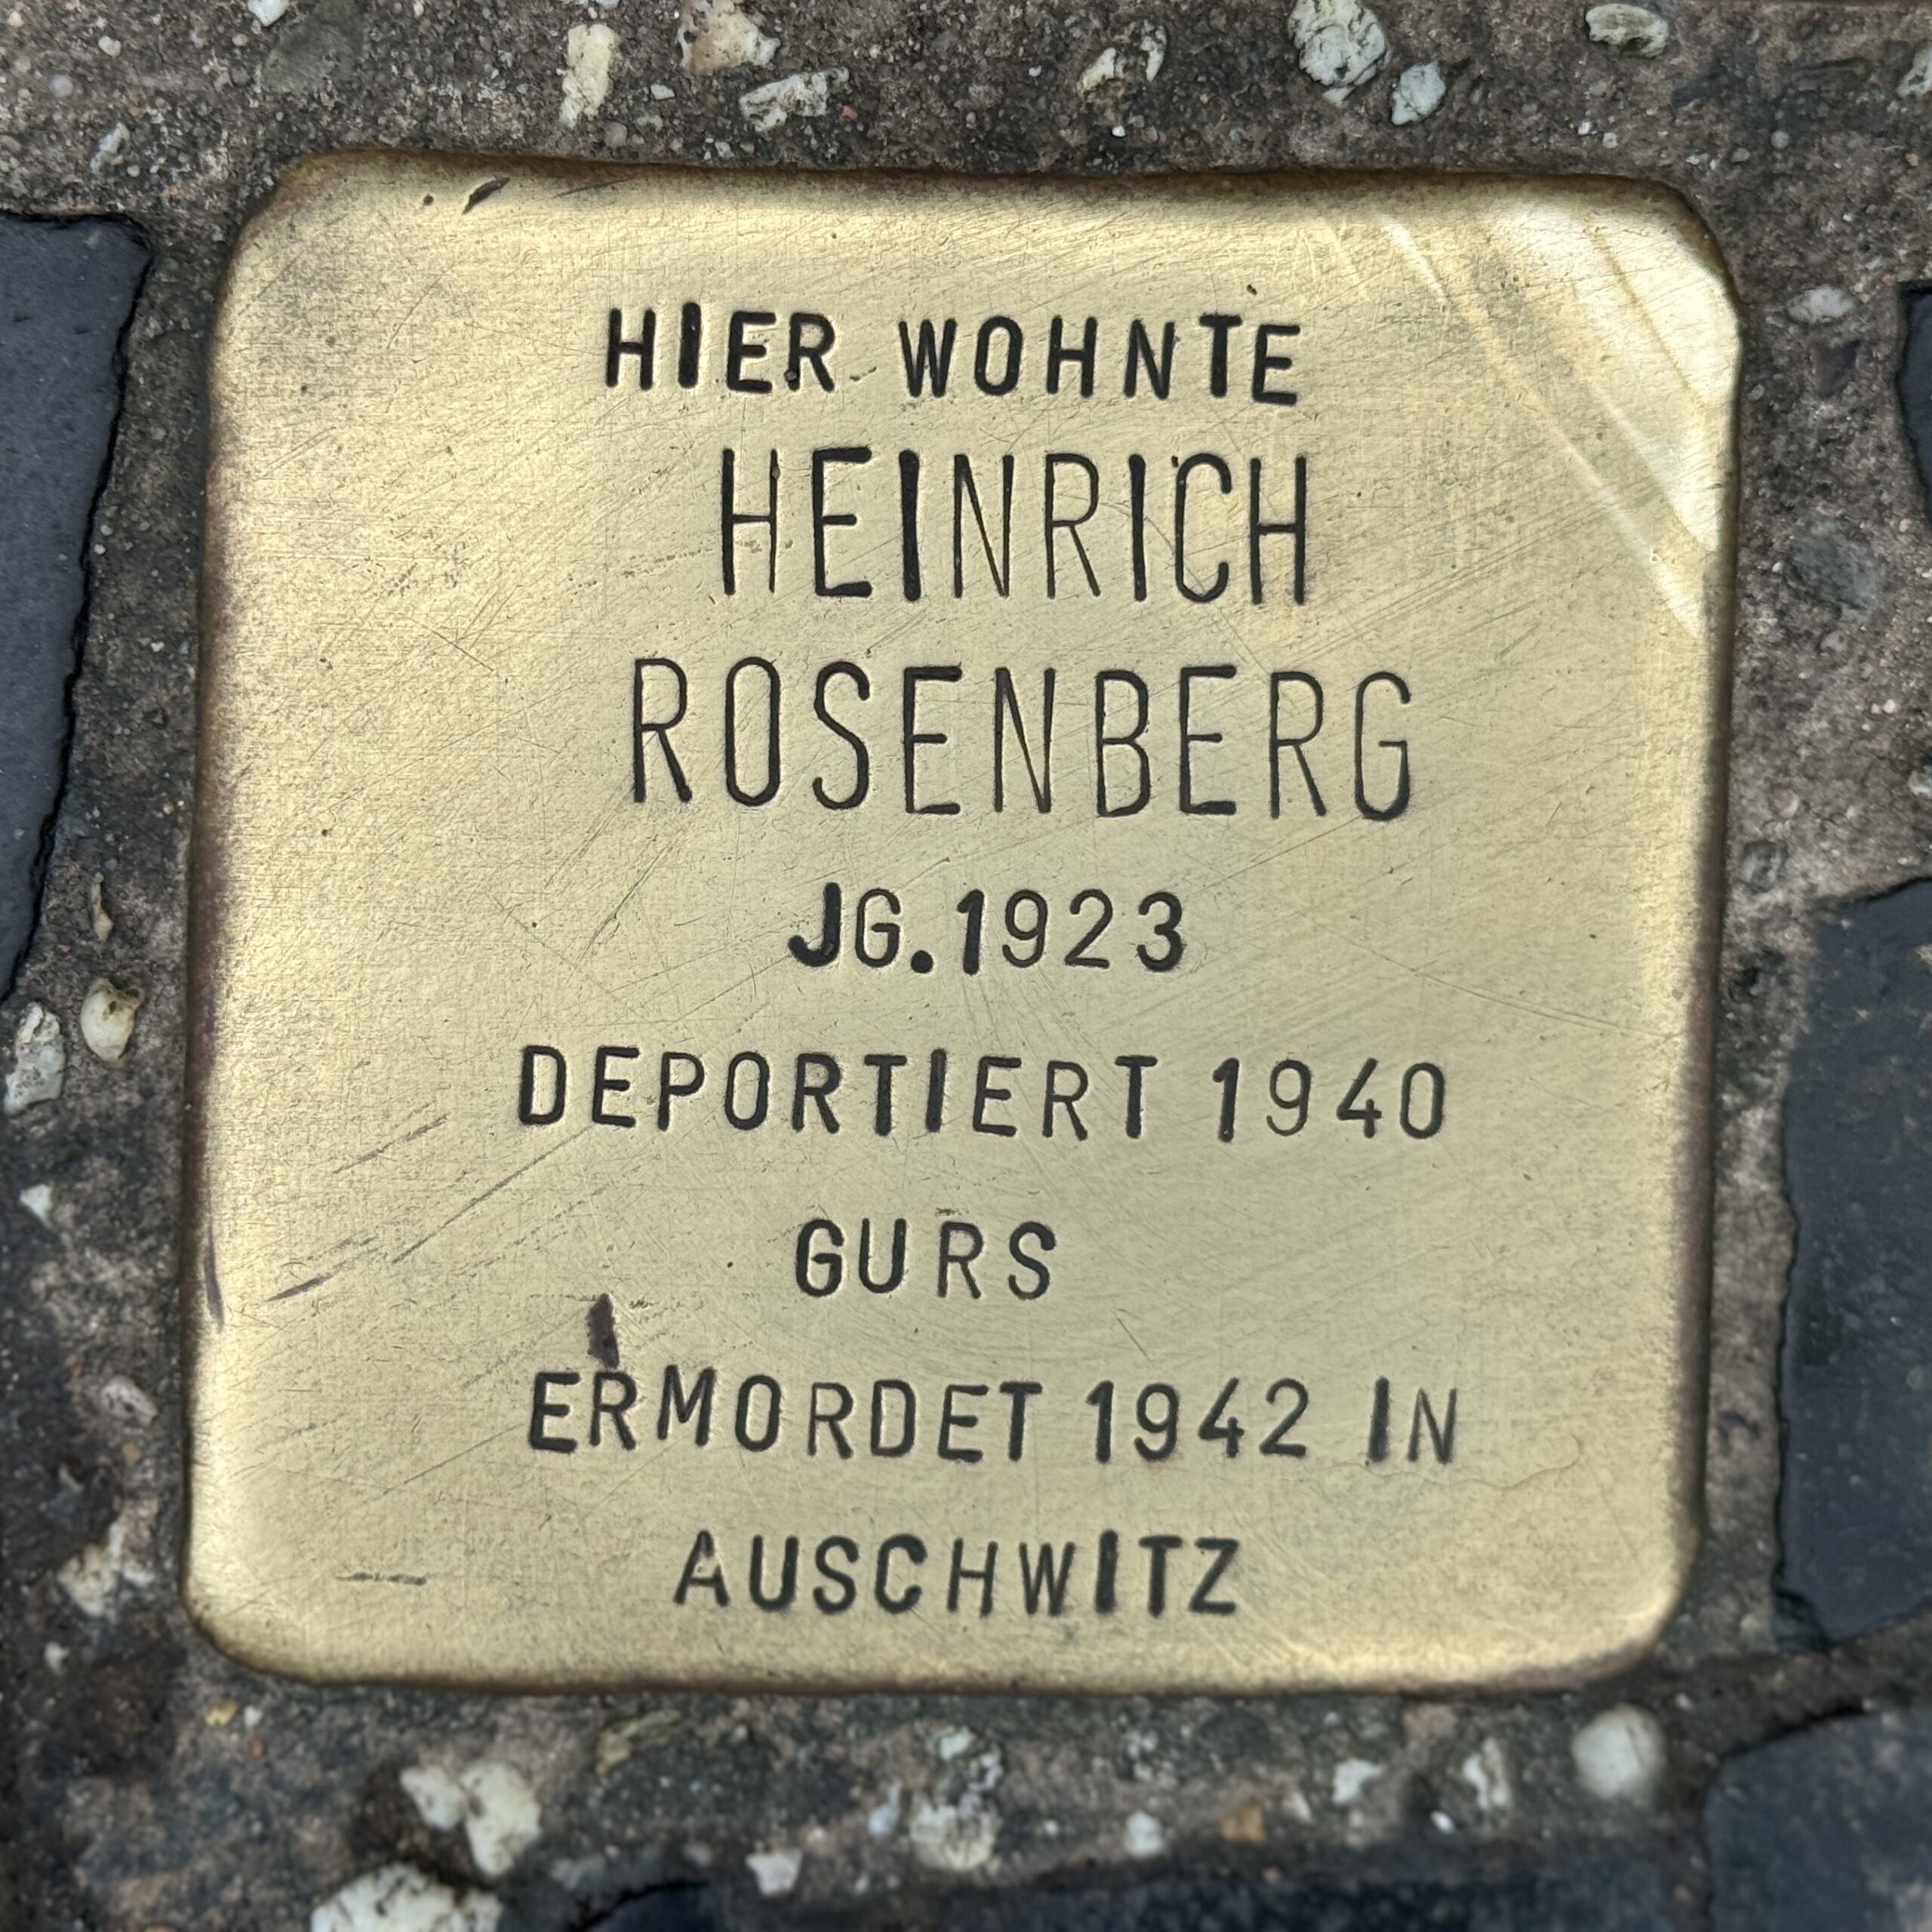 HIER WOHNTE
HEINRICH
ROSENBERG
JG.1923
DEPORTIERT 1940
GURS
ERMORDET 1942 IN
AUSCHWITZ